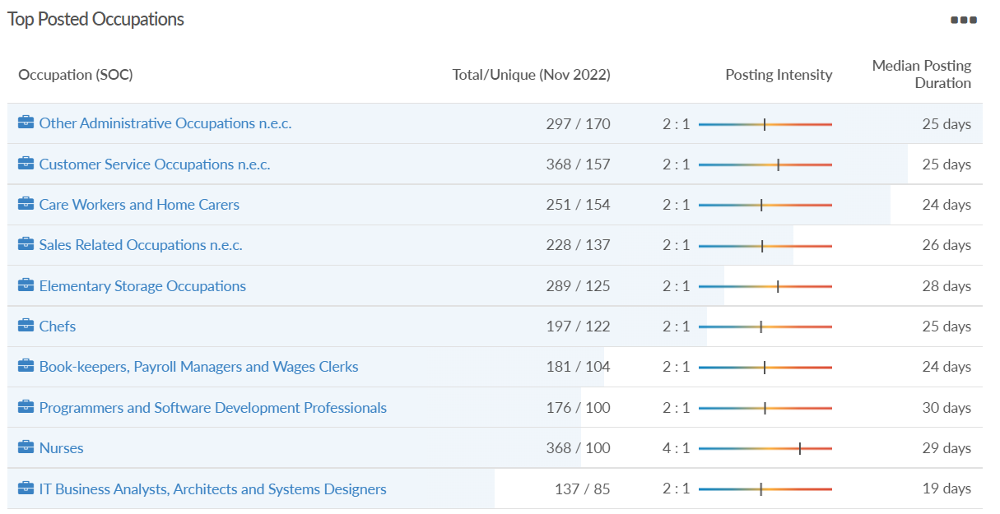 Top Posted Occupations
Occupation (SOC) Total/Unique (Nov 2022) Posting Intensity Median Posting Duration
Other Administrative Occupations n.e.c. 297 / 170 2 : 1 25 days
Customer Service Occupations n.e.c. 368 / 157 2 : 1 25 days
Care Workers and Home Carers 251 / 154 2 : 1 24 days
Sales Related Occupations n.e.c. 228 / 137 2 : 1 26 days
Elementary Storage Occupations 289 / 125 2 : 1 28 days
Chefs 197 / 122 2 : 1 25 days
Book-keepers, Payroll Managers and Wages Clerks 181 / 104 2 : 1 24 days
Programmers and Software Development Professionals 176 / 100 2 : 1 30 days
Nurses 368 / 100 4 : 1 29 days
IT Business Analysts, Architects and Systems Designers 137 / 85 2 : 1 19 days